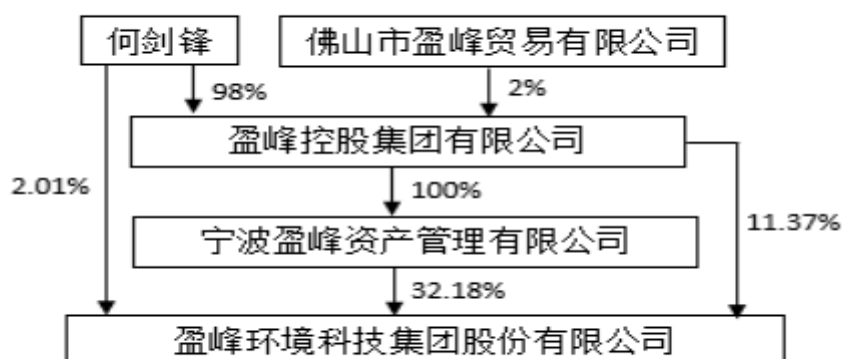 何剑锋
佛山市盈峰贸易有限公司
98%
2%
盈峰控股集团有限公司
2.01%
100%
11.37%
宁波盈峰资产管理有限公司
32.18%
盈峰环境科技集团股份有限公司